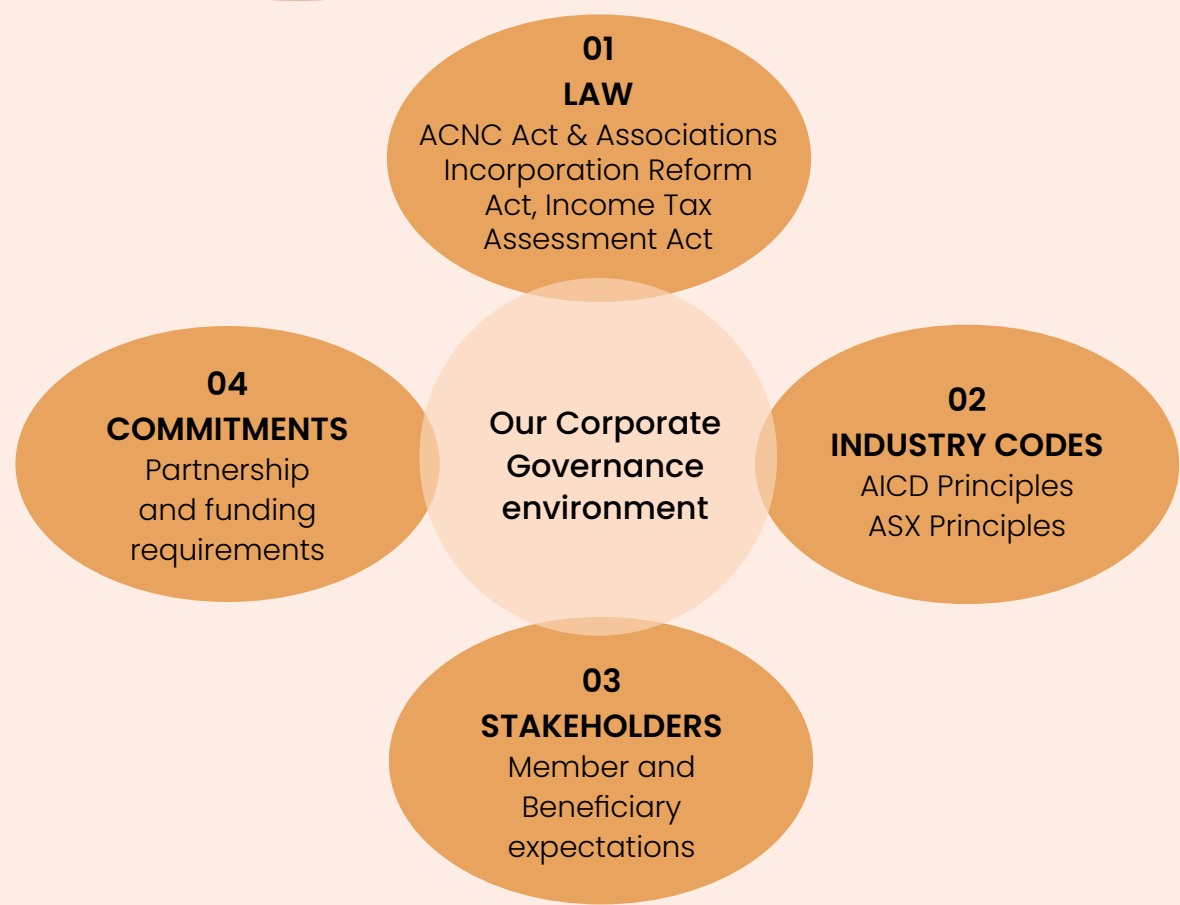 01
LAW
ACNC Act & Associations
Incorporation Reform
Act, Income Tax
Assessment Act
04
COMMITMENTS
Partnership
and funding
requirements
Our Corporate
Governance
environment
02
INDUSTRY CODES
AICD Principles
ASX Principles
03
STAKEHOLDERS
Member and
Beneficiary
expectations